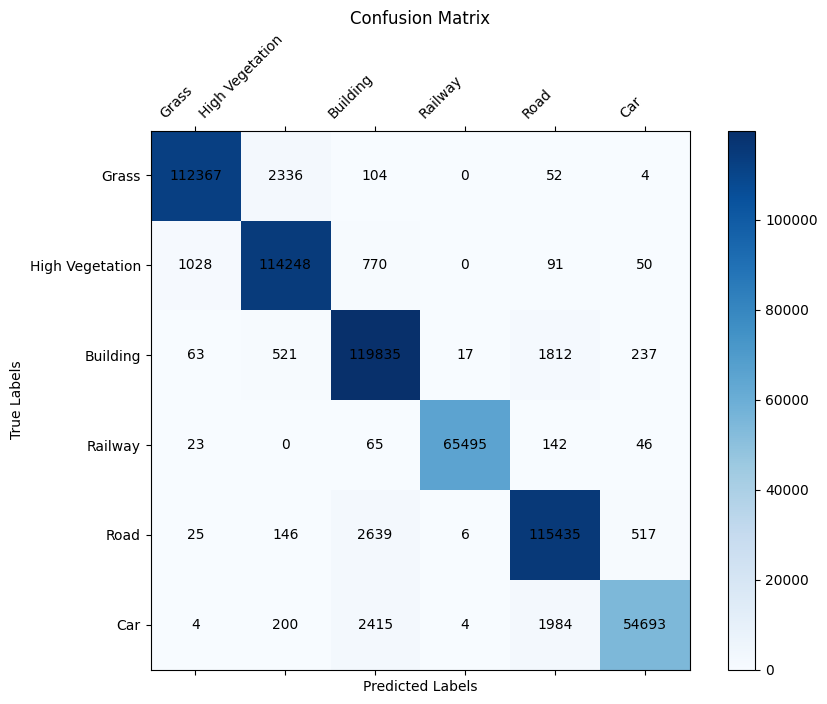 Confusion Matrix
Grass High Vegetation Building Railway Road Car
Grass 112367 2336 104 0 52 4
High Vegetation 1028 114248 770 0 91 50
Building 63 521 119835 17 1812 237
Railway 23 0 65 65495 142 46
Road 25 146 2639 6 115435 517
Car 4 200 2415 4 1984 54693
True Labels
Predicted Labels
100000
80000
60000
40000
20000
0